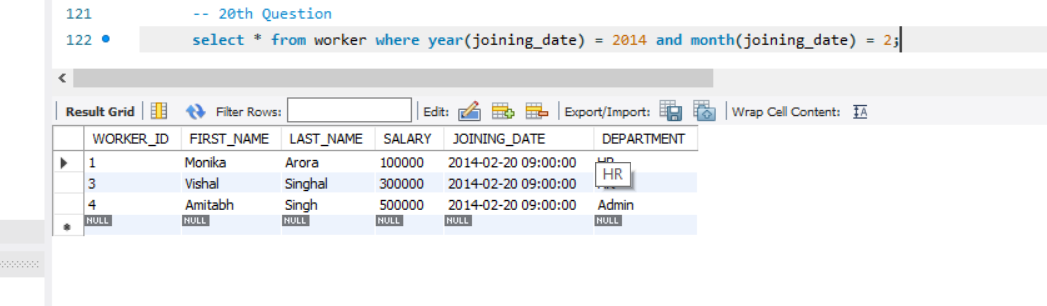 121 -- 20th Question
122 select * from worker where year(joining_date) = 2014 and month(joining_date) = 2;
Result Grid Filter Rows: Edit: Export/Import: Wrap Cell Content: IA
WORKER_ID FIRST_NAME LAST_NAME SALARY JOINING_DATE DEPARTMENT
1 Monika Arora 100000 2014-02-20 09:00:00 HR
HR
3 Vishal Singhal 300000 2014-02-20 09:00:00
4 Amitabh Singh 500000 2014-02-20 09:00:00 Admin
NULL NULL NULL NULL NULL NULL